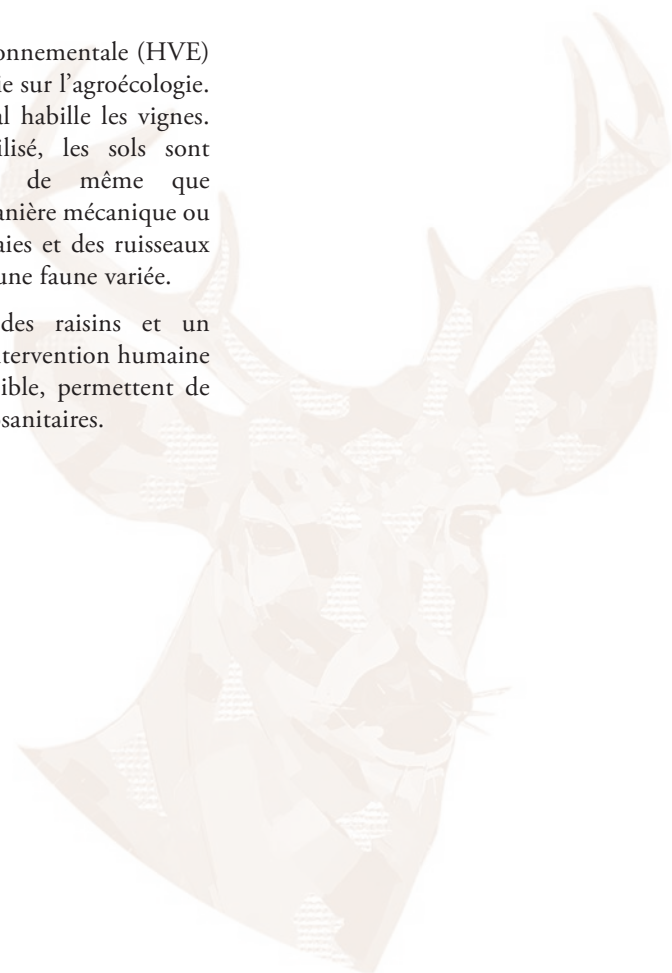 onnementale (HVE)
ie sur l’agroécologie.
al habille les vignes.
ilisé, les sols sont
de même que
anière mécanique ou
aies et des ruisseaux
une faune variée.
des raisins et un
ntervention humaine
ible, permettent de
sanitaires.